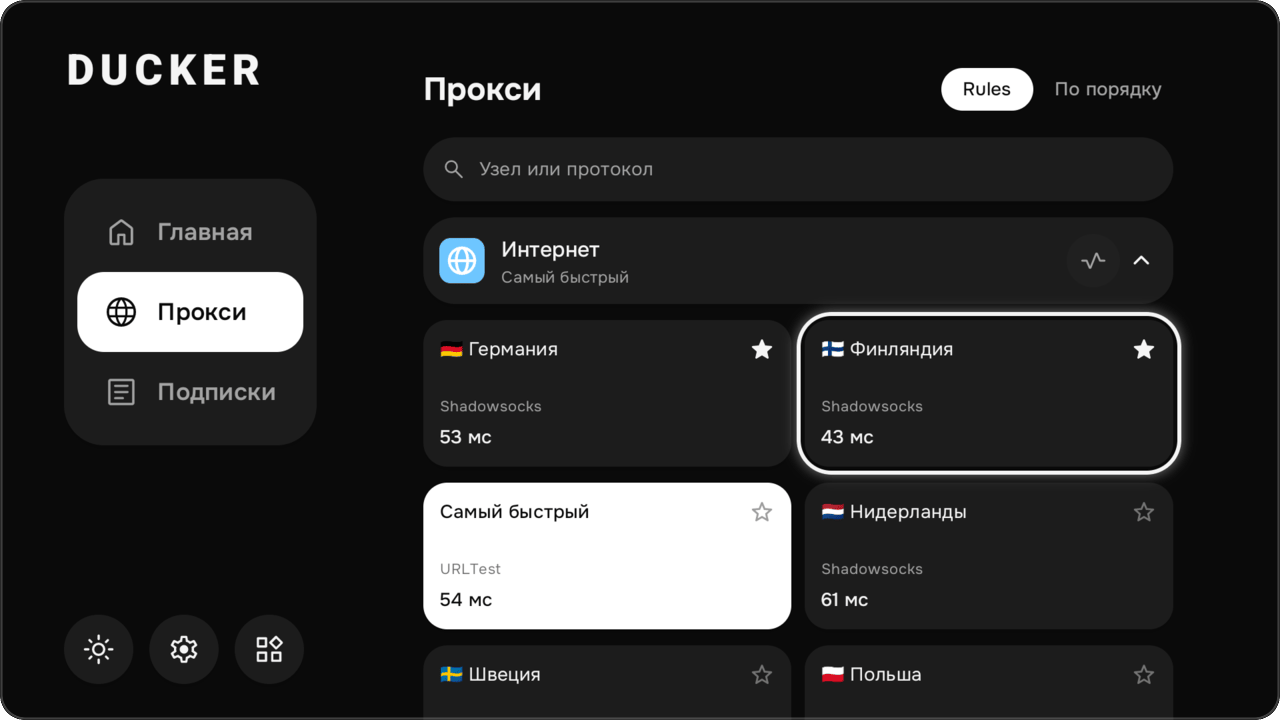 DUCKER
Главная
Прокси
Подписки
Прокси
Rules
По порядку
Узел или протокол
Интернет
Самый быстрый
Германия
Shadowsocks
53 мс
Финляндия
Shadowsocks
43 мс
Самый быстрый
URLTest
54 мс
Нидерланды
Shadowsocks
61 мс
Швеция
Польша